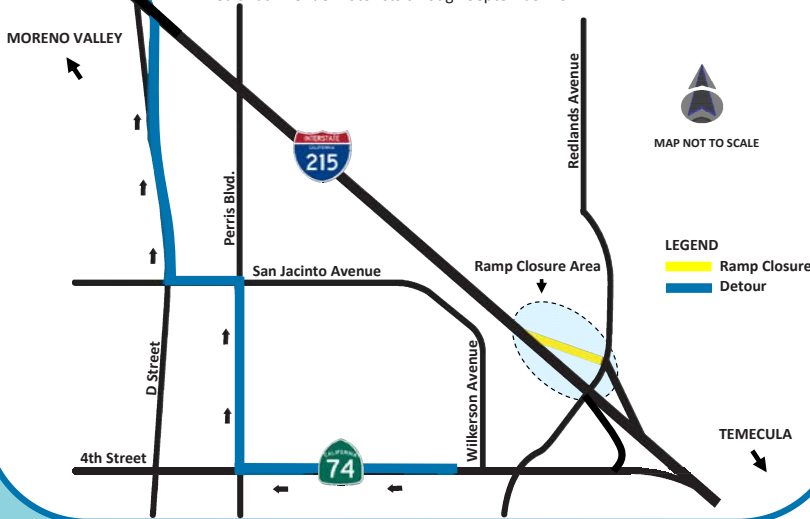 MORENO VALLEY
Redlands Avenue
MAP NOT TO SCALE
INTERSTATE
CALIFORNIA
215
Perris Blvd.
LEGEND
Ramp Closure
Detour
San Jacinto Avenue
Ramp Closure Area
D Street
Wilkerson Avenue
TEMECULA
4th Street
CALIFORNIA
74